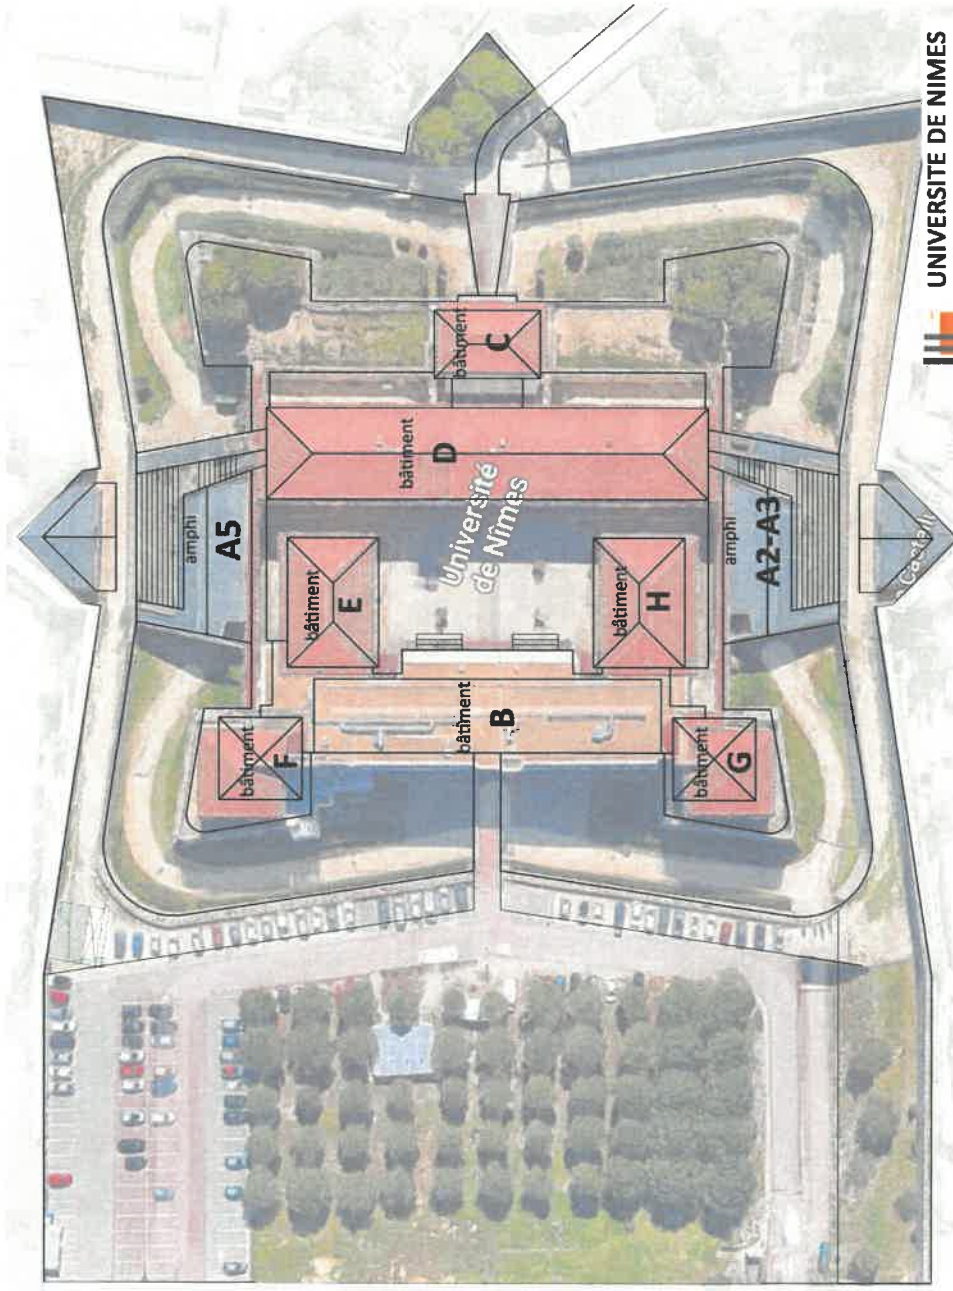 UNIVERSITE DE NIMES
amphi
A5
bâtiment
F
bâtiment
E
bâtiment
D
bâtiment
C
Université
de Nîmes
bâtiment
B
bâtiment
H
bâtiment
G
amphi
A2-A3